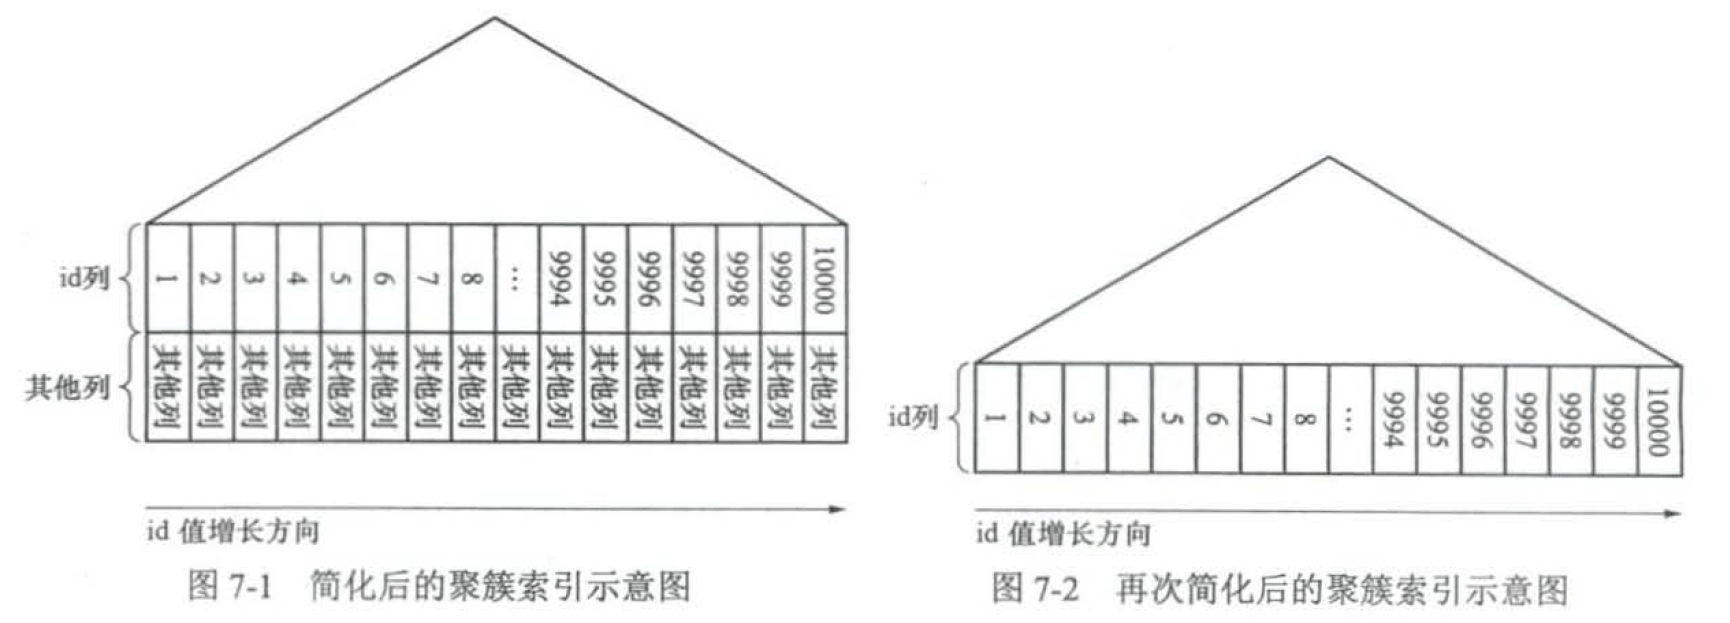 id列
1 2 3 4 5 6 7 8 … 9994 9995 9996 9997 9998 9999 10000
其他列
其他列 其他列 其他列 其他列 其他列 其他列 其他列 其他列 其他列 其他列 其他列 其他列 其他列 其他列 其他列 其他列
id 值增长方向
图 7-1 简化后的聚簇索引示意图
id列
1 2 3 4 5 6 7 8 … 9994 9995 9996 9997 9998 9999 10000
id 值增长方向
图 7-2 再次简化后的聚簇索引示意图